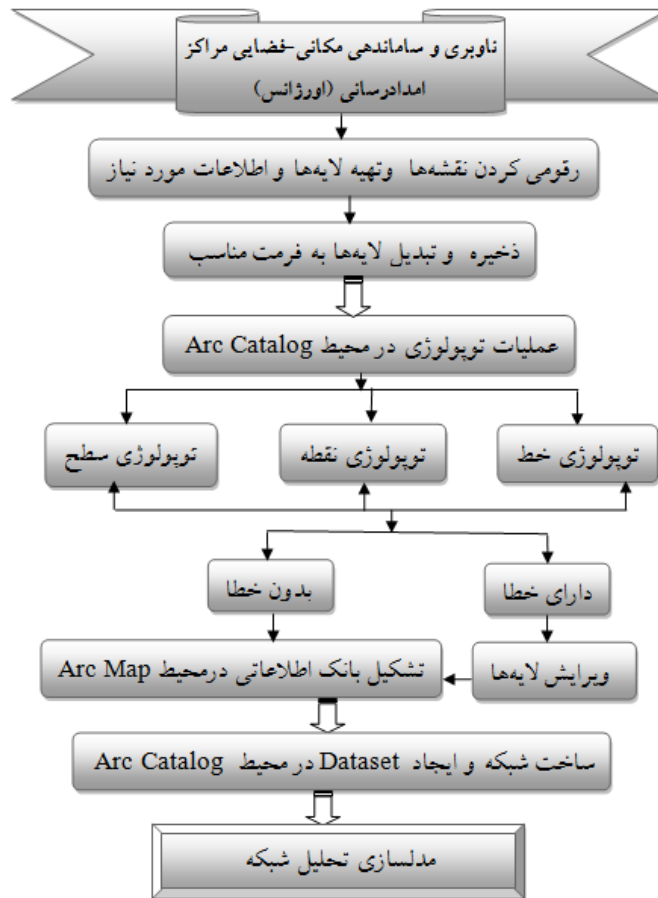 ناوبری و ساماندهی مکانی-فضایی مراکز
امدادرسانی (اورژانس)
رقومی کردن نقشه‌ها وتهیه لایه‌ها و اطلاعات مورد نیاز
ذخیره و تبدیل لایه‌ها به فرمت مناسب
عملیات توپولوژی در محیط Arc Catalog
توپولوژی خط
توپولوژی نقطه
توپولوژی سطح
دارای خطا
بدون خطا
ویرایش لایه‌ها
تشکیل بانک اطلاعاتی درمحیط Arc Map
ساخت شبکه و ایجاد Dataset در محیط Arc Catalog
مدلسازی تحلیل شبکه